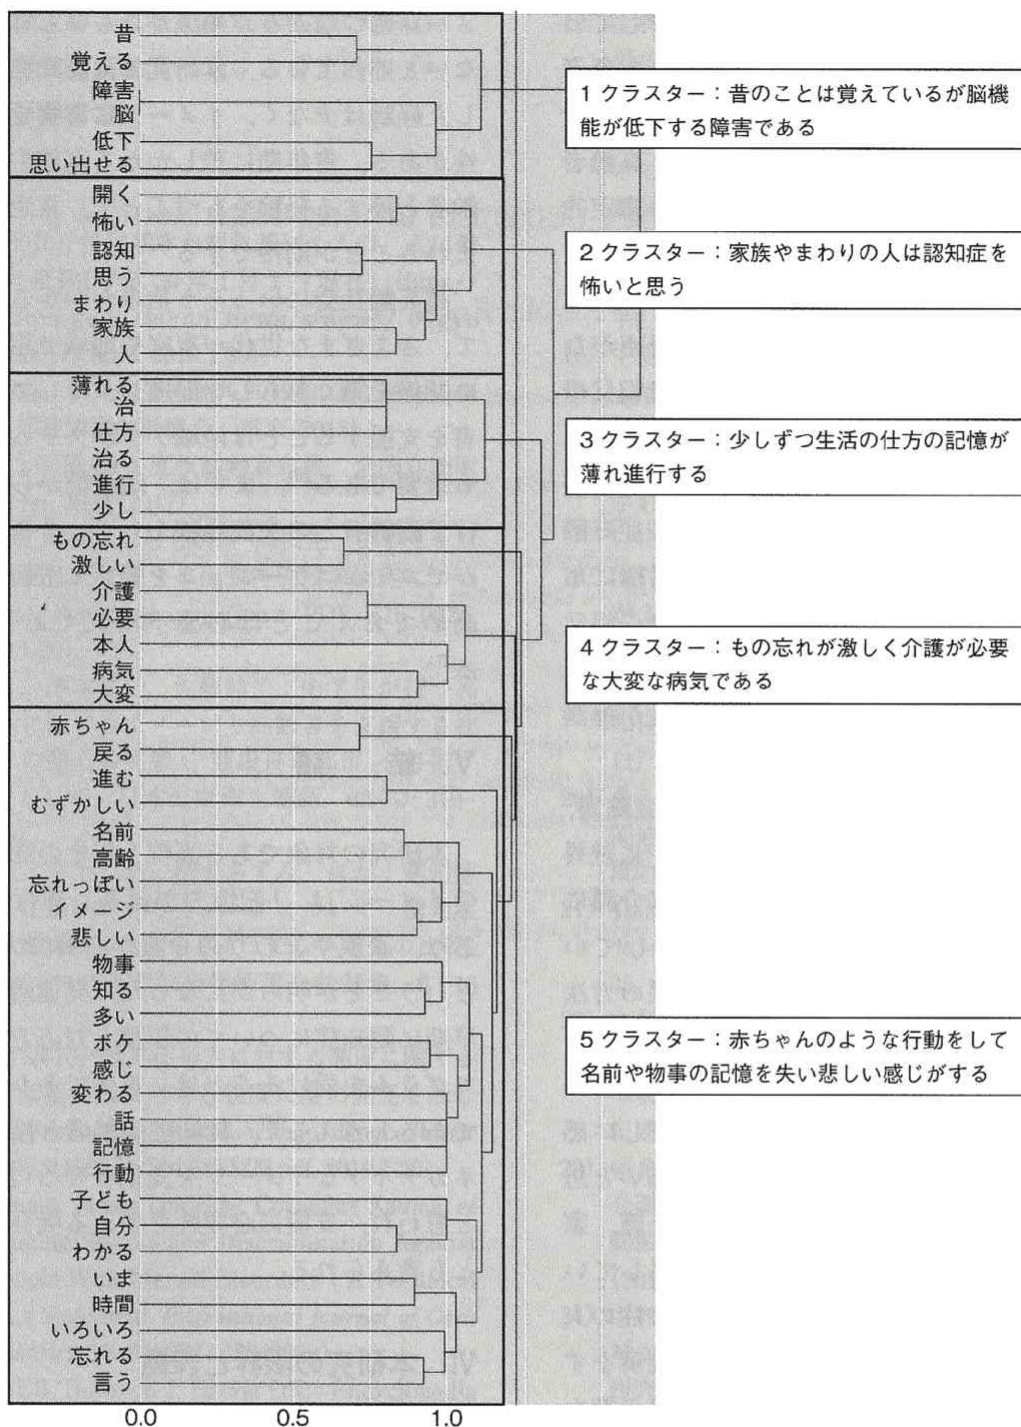 昔
覚える
障害
脳
低下
思い出せる
1 クラスター：昔のことは覚えているが脳機
能が低下する障害である
開く
怖い
認知
思う
まわり
家族
人
2 クラスター：家族やまわりの人は認知症を
怖いと思う
薄れる
治
仕方
治る
進行
少し
3 クラスター：少しずつ生活の仕方の記憶が
薄れ進行する
もの忘れ
激しい
介護
必要
本人
病気
大変
4 クラスター：もの忘れが激しく介護が必要
な大変な病気である
赤ちゃん
戻る
進む
むずかしい
名前
高齢
忘れっぽい
イメージ
悲しい
物事
知る
多い
ボケ
感じ
変わる
話
記憶
行動
子ども
自分
わかる
いま
時間
いろいろ
忘れる
言う
5 クラスター：赤ちゃんのような行動をして
名前や物事の記憶を失い悲しい感じがする
0.0 0.5 1.0